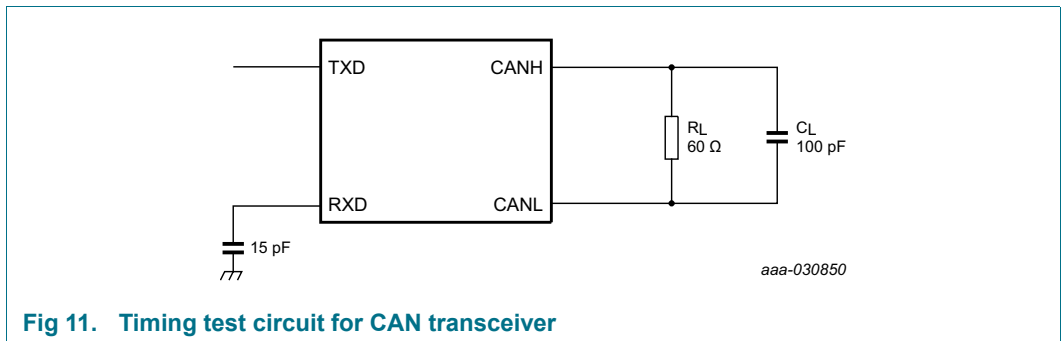 TXD
CANH
RL
60 Ω
CL
100 pF
RXD
CANL
15 pF
aaa-030850
Fig 11. Timing test circuit for CAN transceiver